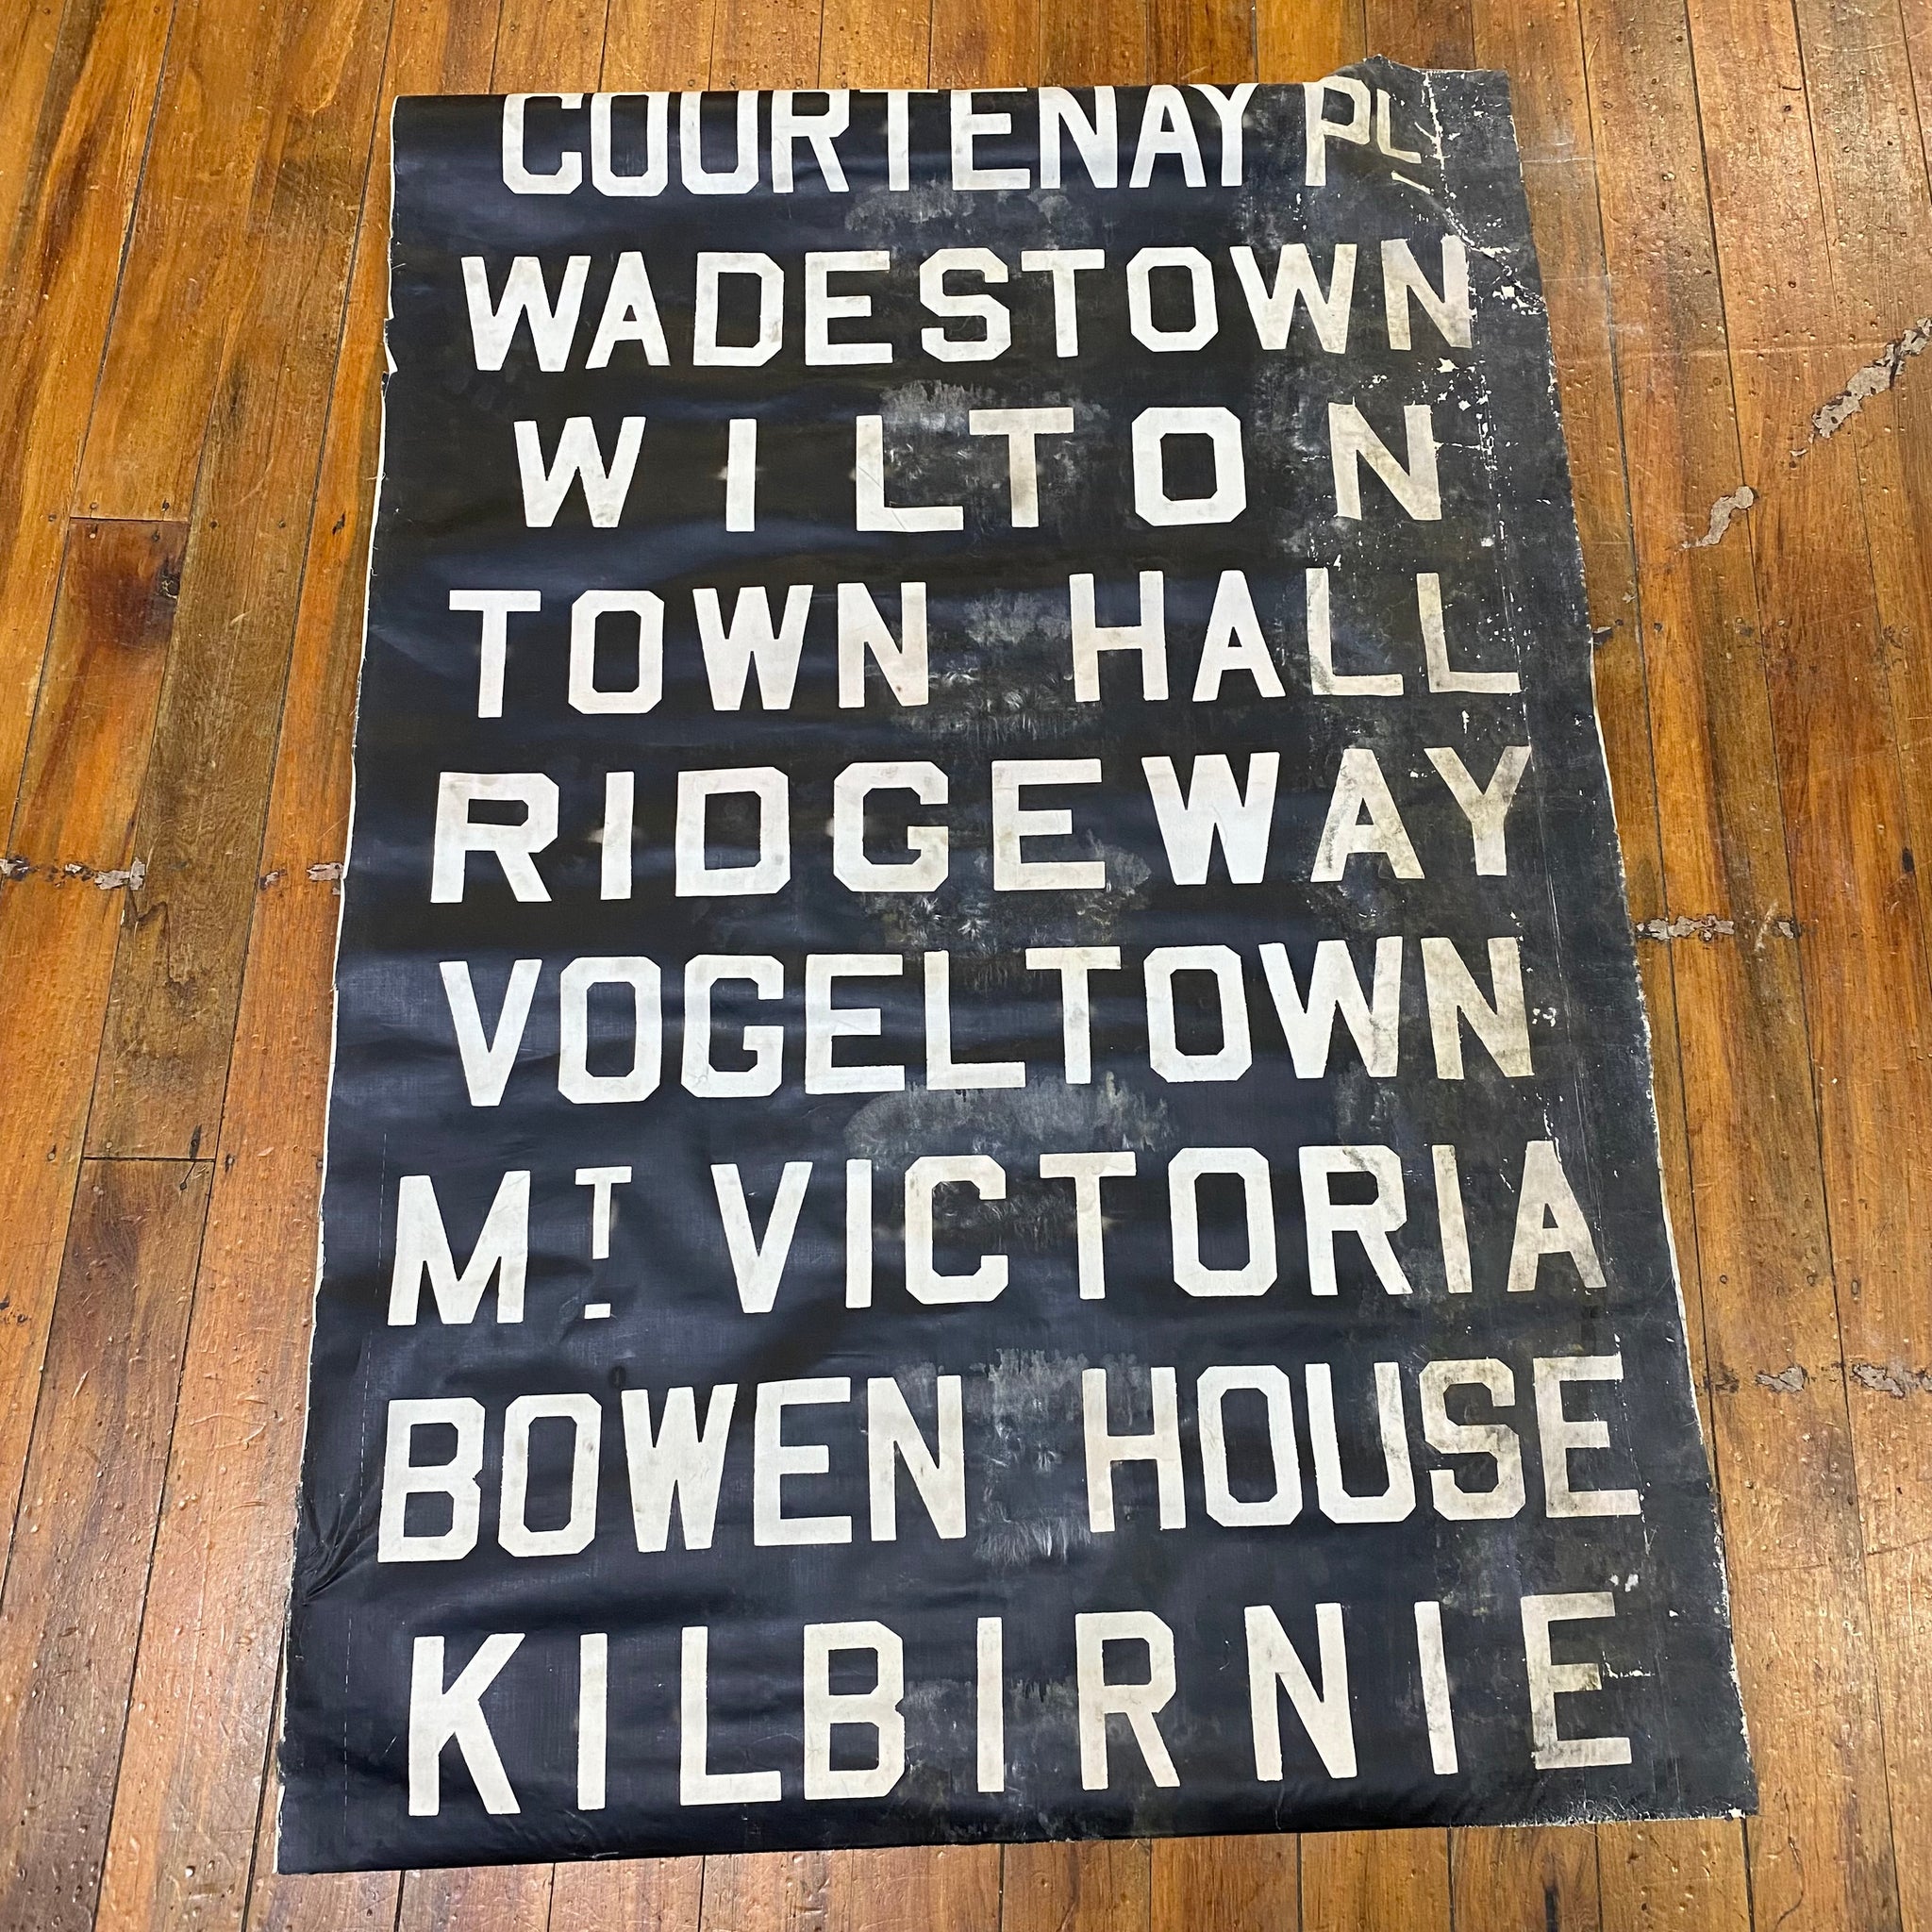 COURTENAY PL
WADESTOWN
WILTON
TOWN HALL
RIDGEWAY
VOGELTOWN
MT VICTORIA
BOWEN HOUSE
KILBIRNIE